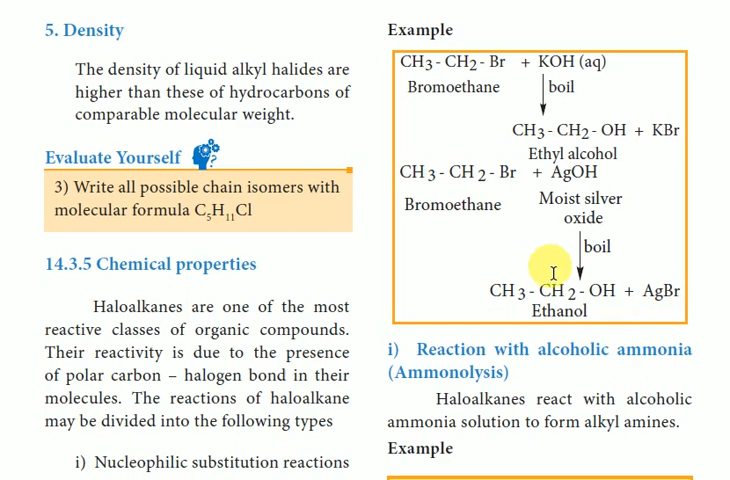 5. Density
The density of liquid alkyl halides are
higher than these of hydrocarbons of
comparable molecular weight.
Evaluate Yourself
3) Write all possible chain isomers with
molecular formula C₅H₁₁Cl
14.3.5 Chemical properties
Haloalkanes are one of the most
reactive classes of organic compounds.
Their reactivity is due to the presence
of polar carbon – halogen bond in their
molecules. The reactions of haloalkane
may be divided into the following types
i) Nucleophilic substitution reactions
Example
CH3 - CH2 - Br + KOH (aq)
Bromoethane boil
CH3 - CH2 - OH + KBr
Ethyl alcohol
CH3 - CH2 - Br + AgOH
Bromoethane Moist silver
oxide
boil
CH3 - CH2 - OH + AgBr
Ethanol
i) Reaction with alcoholic ammonia
(Ammonolysis)
Haloalkanes react with alcoholic
ammonia solution to form alkyl amines.
Example